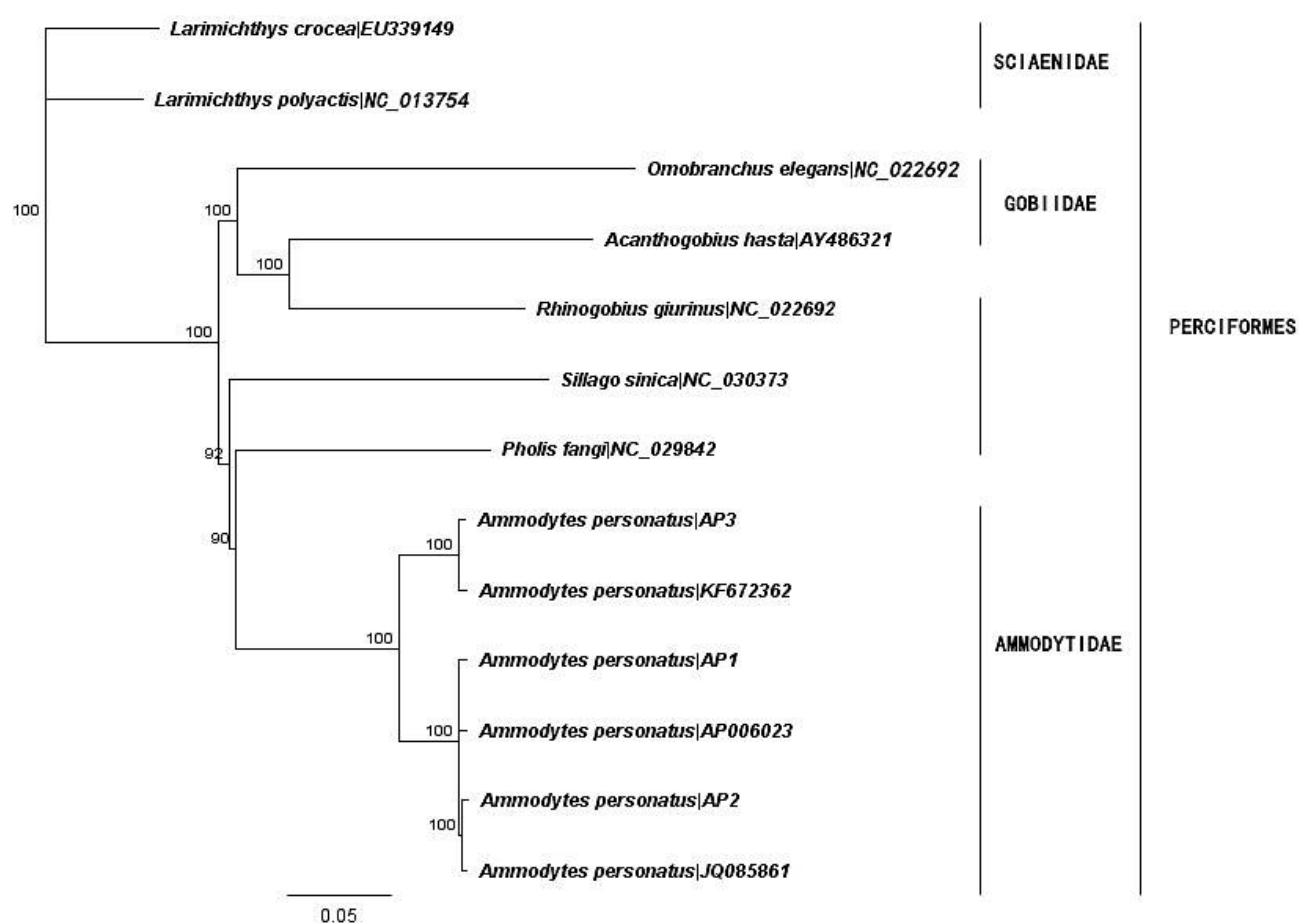 Larimichthys crocea|EU339149
SCIAENIDAE
Larimichthys polyactis|NC_013754
Omobranchus elegans|NC_022692
100
100
GOBIIDAE
Acanthogobius hasta|AY486321
100
Rhinogobius giurinus|NC_022692
100
PERCIFORMES
Sillago sinica|NC_030373
92
Pholis fangi|NC_029842
Ammodytes personatus|AP3
90
100
Ammodytes personatus|KF672362
100
AMMODYTIDAE
Ammodytes personatus|AP1
100
Ammodytes personatus|AP006023
Ammodytes personatus|AP2
100
Ammodytes personatus|JQ085861
0.05